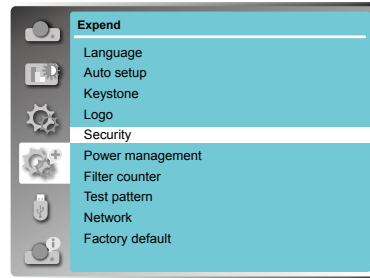 Expend
Language
Auto setup
Keystone
Logo
Security
Power management
Filter counter
Test pattern
Network
Factory default